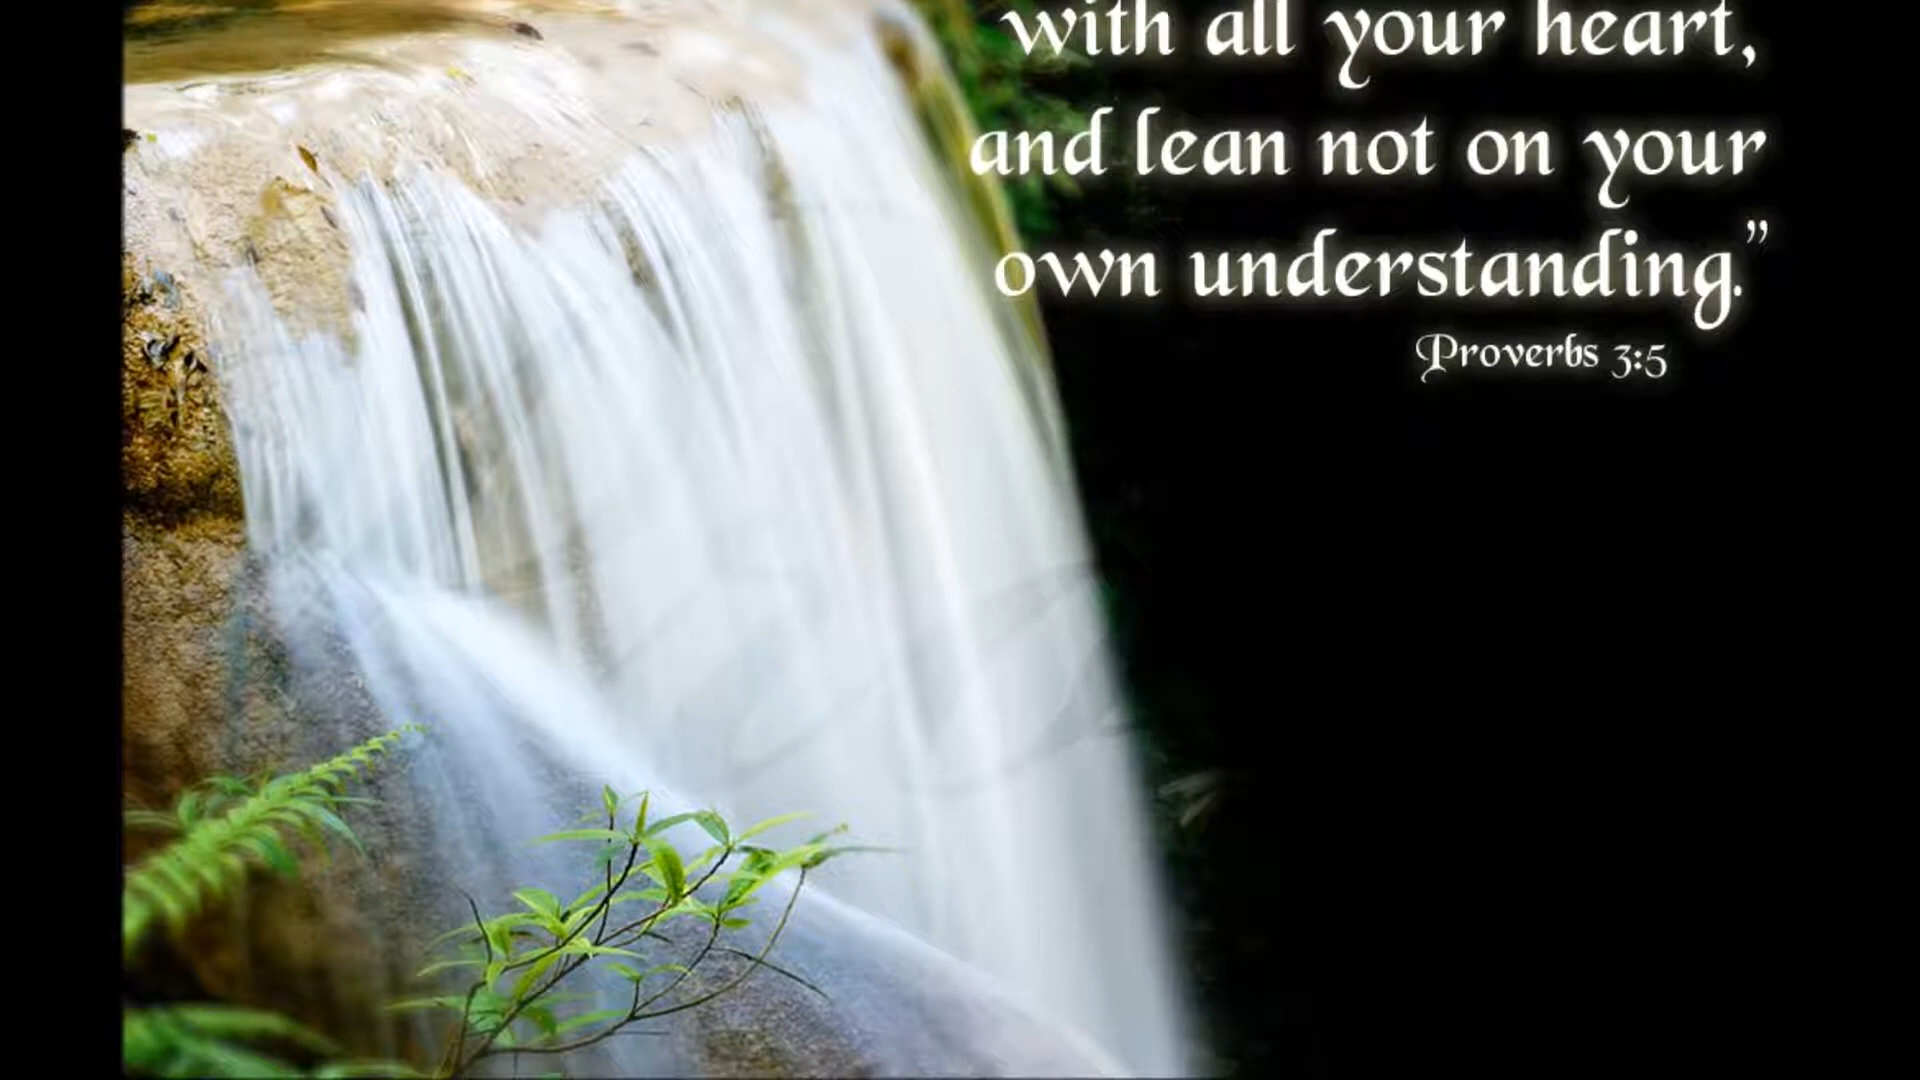 with all your heart,
and lean not on your
own understanding.”
Proverbs 3:5